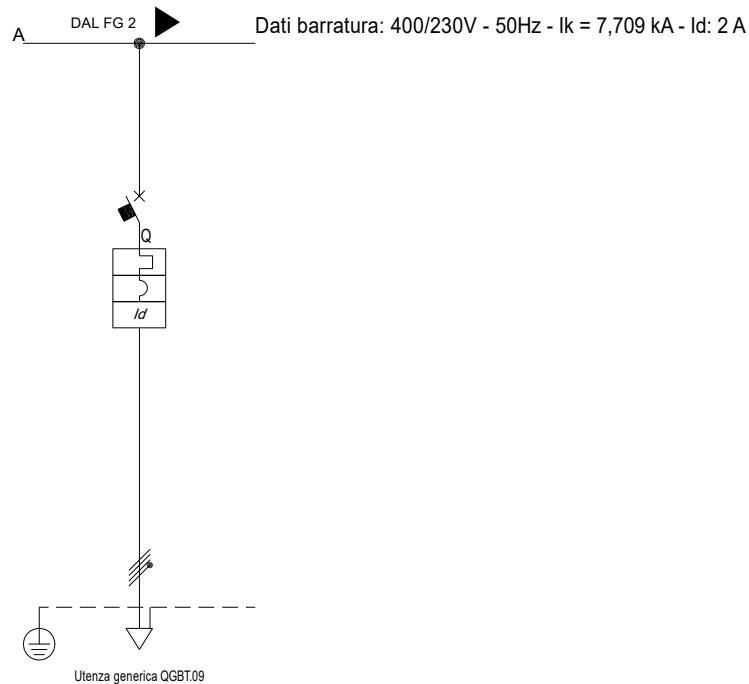 DAL FG 2
Dati barratura: 400/230V - 50Hz - Ik = 7,709 kA - Id: 2 A
A
Q
Id
Utenza generica QGBT.09